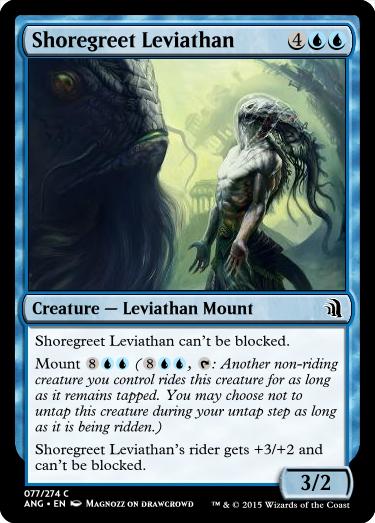 Shoregreet Leviathan 4
Creature — Leviathan Mount
Shoregreet Leviathan can't be blocked.
Mount 8 ( 8 , : Another non-riding
creature you control rides this creature for as long
as it remains tapped. You may choose not to
untap this creature during your untap step as long
as it is being ridden.)
Shoregreet Leviathan's rider gets +3/+2 and
can't be blocked.
3/2
077/274 C
ANG • EN Magnozz on drawcrowd ™ & © 2015 Wizards of the Coast